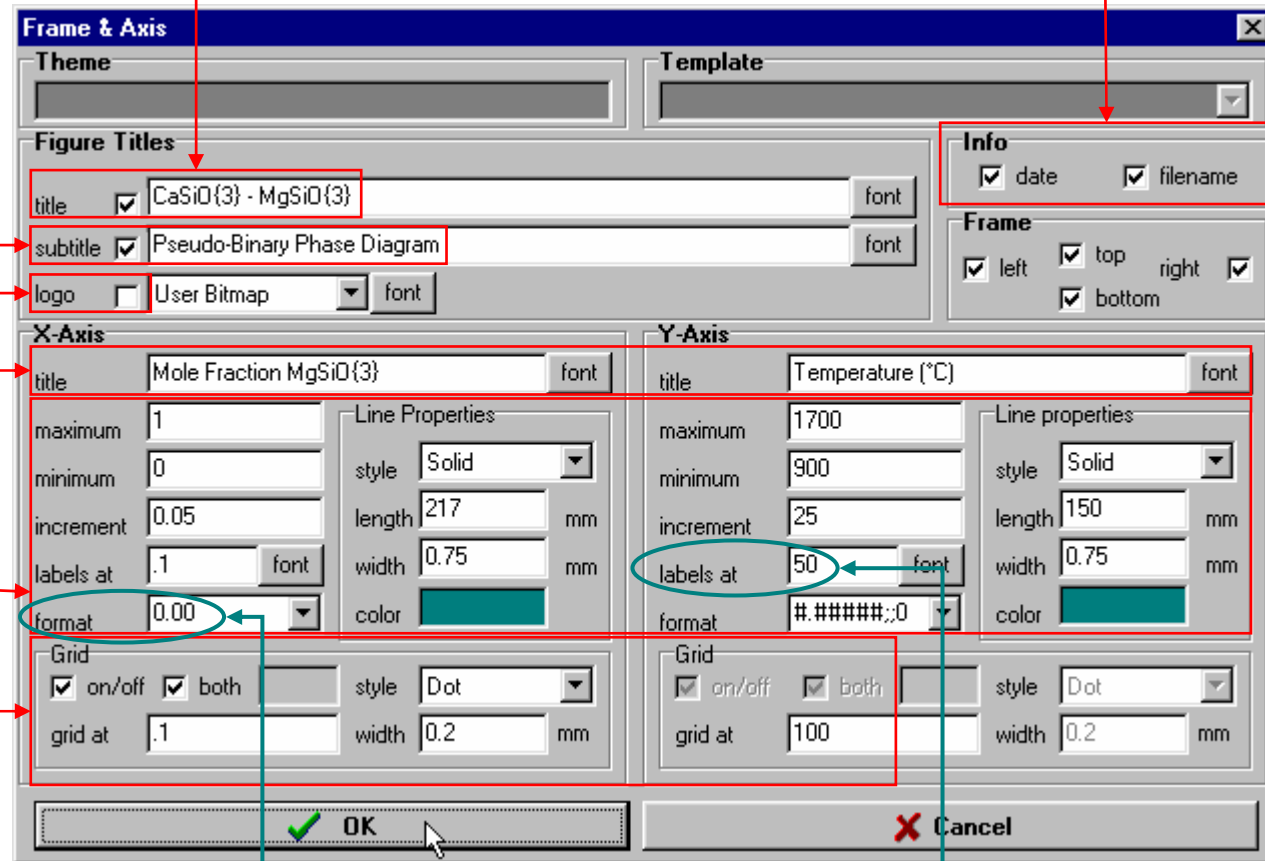 Frame & Axis
Theme
Template
Figure Titles
title CaSiO{3} - MgSiO{3} font
subtitle Pseudo-Binary Phase Diagram font
logo User Bitmap font
Info
date filename
Frame
left top right
bottom
X-Axis
title Mole Fraction MgSiO{3} font
maximum 1
minimum 0
increment 0.05
labels at .1 font
format 0.00
Line Properties
style Solid
length 217 mm
width 0.75 mm
color
Grid
on/off both style Dot
grid at .1 width 0.2 mm
Y-Axis
title Temperature (°C) font
maximum 1700
minimum 900
increment 25
labels at 50 font
format #.#####;;0
Line properties
style Solid
length 150 mm
width 0.75 mm
color
Grid
on/off both style Dot
grid at 100 width 0.2 mm
OK
Cancel